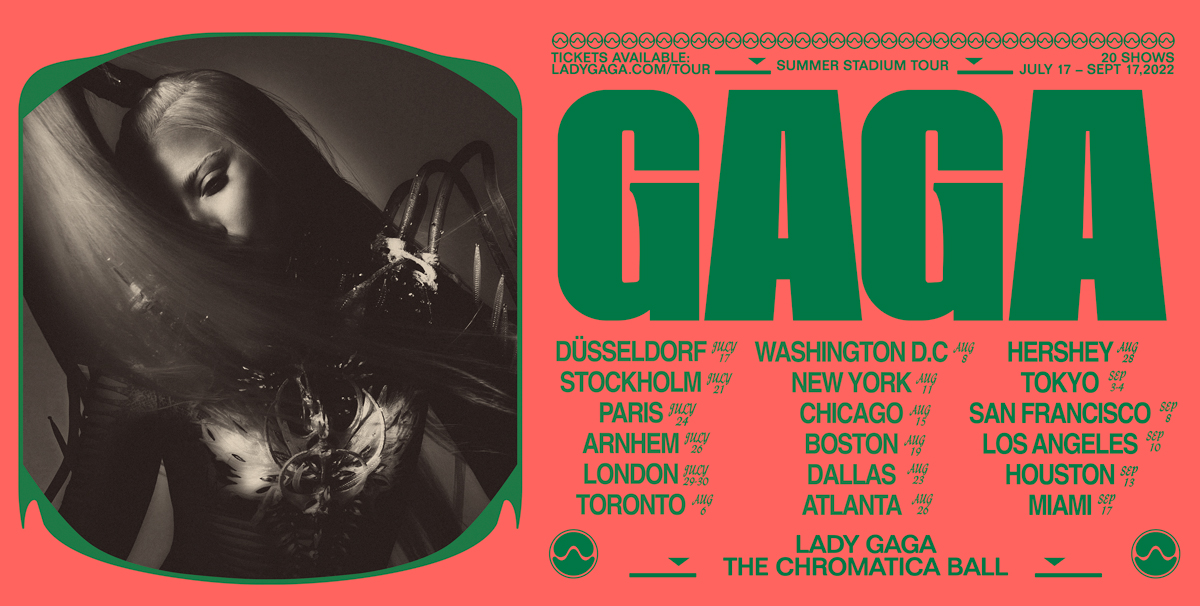 TICKETS AVAILABLE:
LADYGAGA.COM/TOUR
SUMMER STADIUM TOUR
20 SHOWS
JULY 17 – SEPT 17,2022
GAGA
DÜSSELDORF JULY 17
STOCKHOLM JULY 21
PARIS JULY 24
ARNHEM JULY 26
LONDON JULY 29-30
TORONTO AUG 6
WASHINGTON D.C AUG 8
NEW YORK AUG 11
CHICAGO AUG 15
BOSTON AUG 19
DALLAS AUG 23
ATLANTA AUG 26
HERSHEY AUG 28
TOKYO SEP 3-4
SAN FRANCISCO SEP 8
LOS ANGELES SEP 10
HOUSTON SEP 13
MIAMI SEP 17
LADY GAGA
THE CHROMATICA BALL